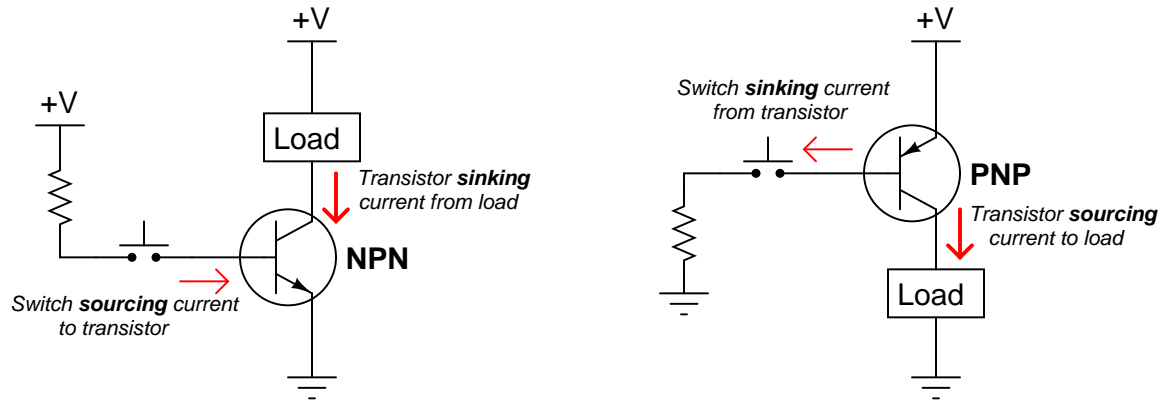 +V
+V
Load
Transistor sinking
current from load
NPN
Switch sourcing current
to transistor
+V
Switch sinking current
from transistor
PNP
Transistor sourcing
current to load
Load